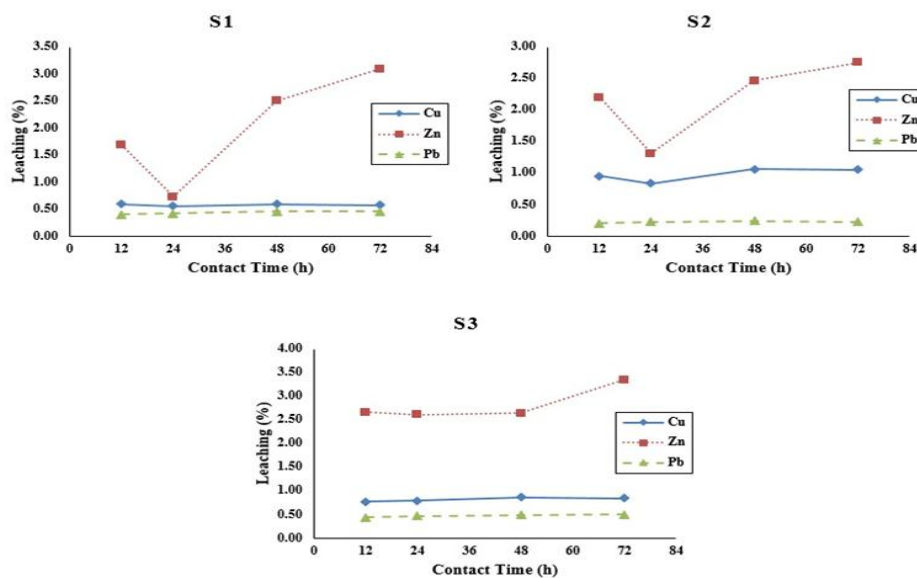 S1
3.50
3.00
2.50
2.00
1.50
1.00
0.50
0.00
Leaching (%)
0 12 24 36 48 60 72 84
Contact Time (h)
Cu
Zn
Pb
S2
3.00
2.50
2.00
1.50
1.00
0.50
0.00
Leaching (%)
0 12 24 36 48 60 72 84
Contact Time (h)
Cu
Zn
Pb
S3
4.00
3.50
3.00
2.50
2.00
1.50
1.00
0.50
0.00
Leaching (%)
0 12 24 36 48 60 72 84
Contact Time (h)
Cu
Zn
Pb